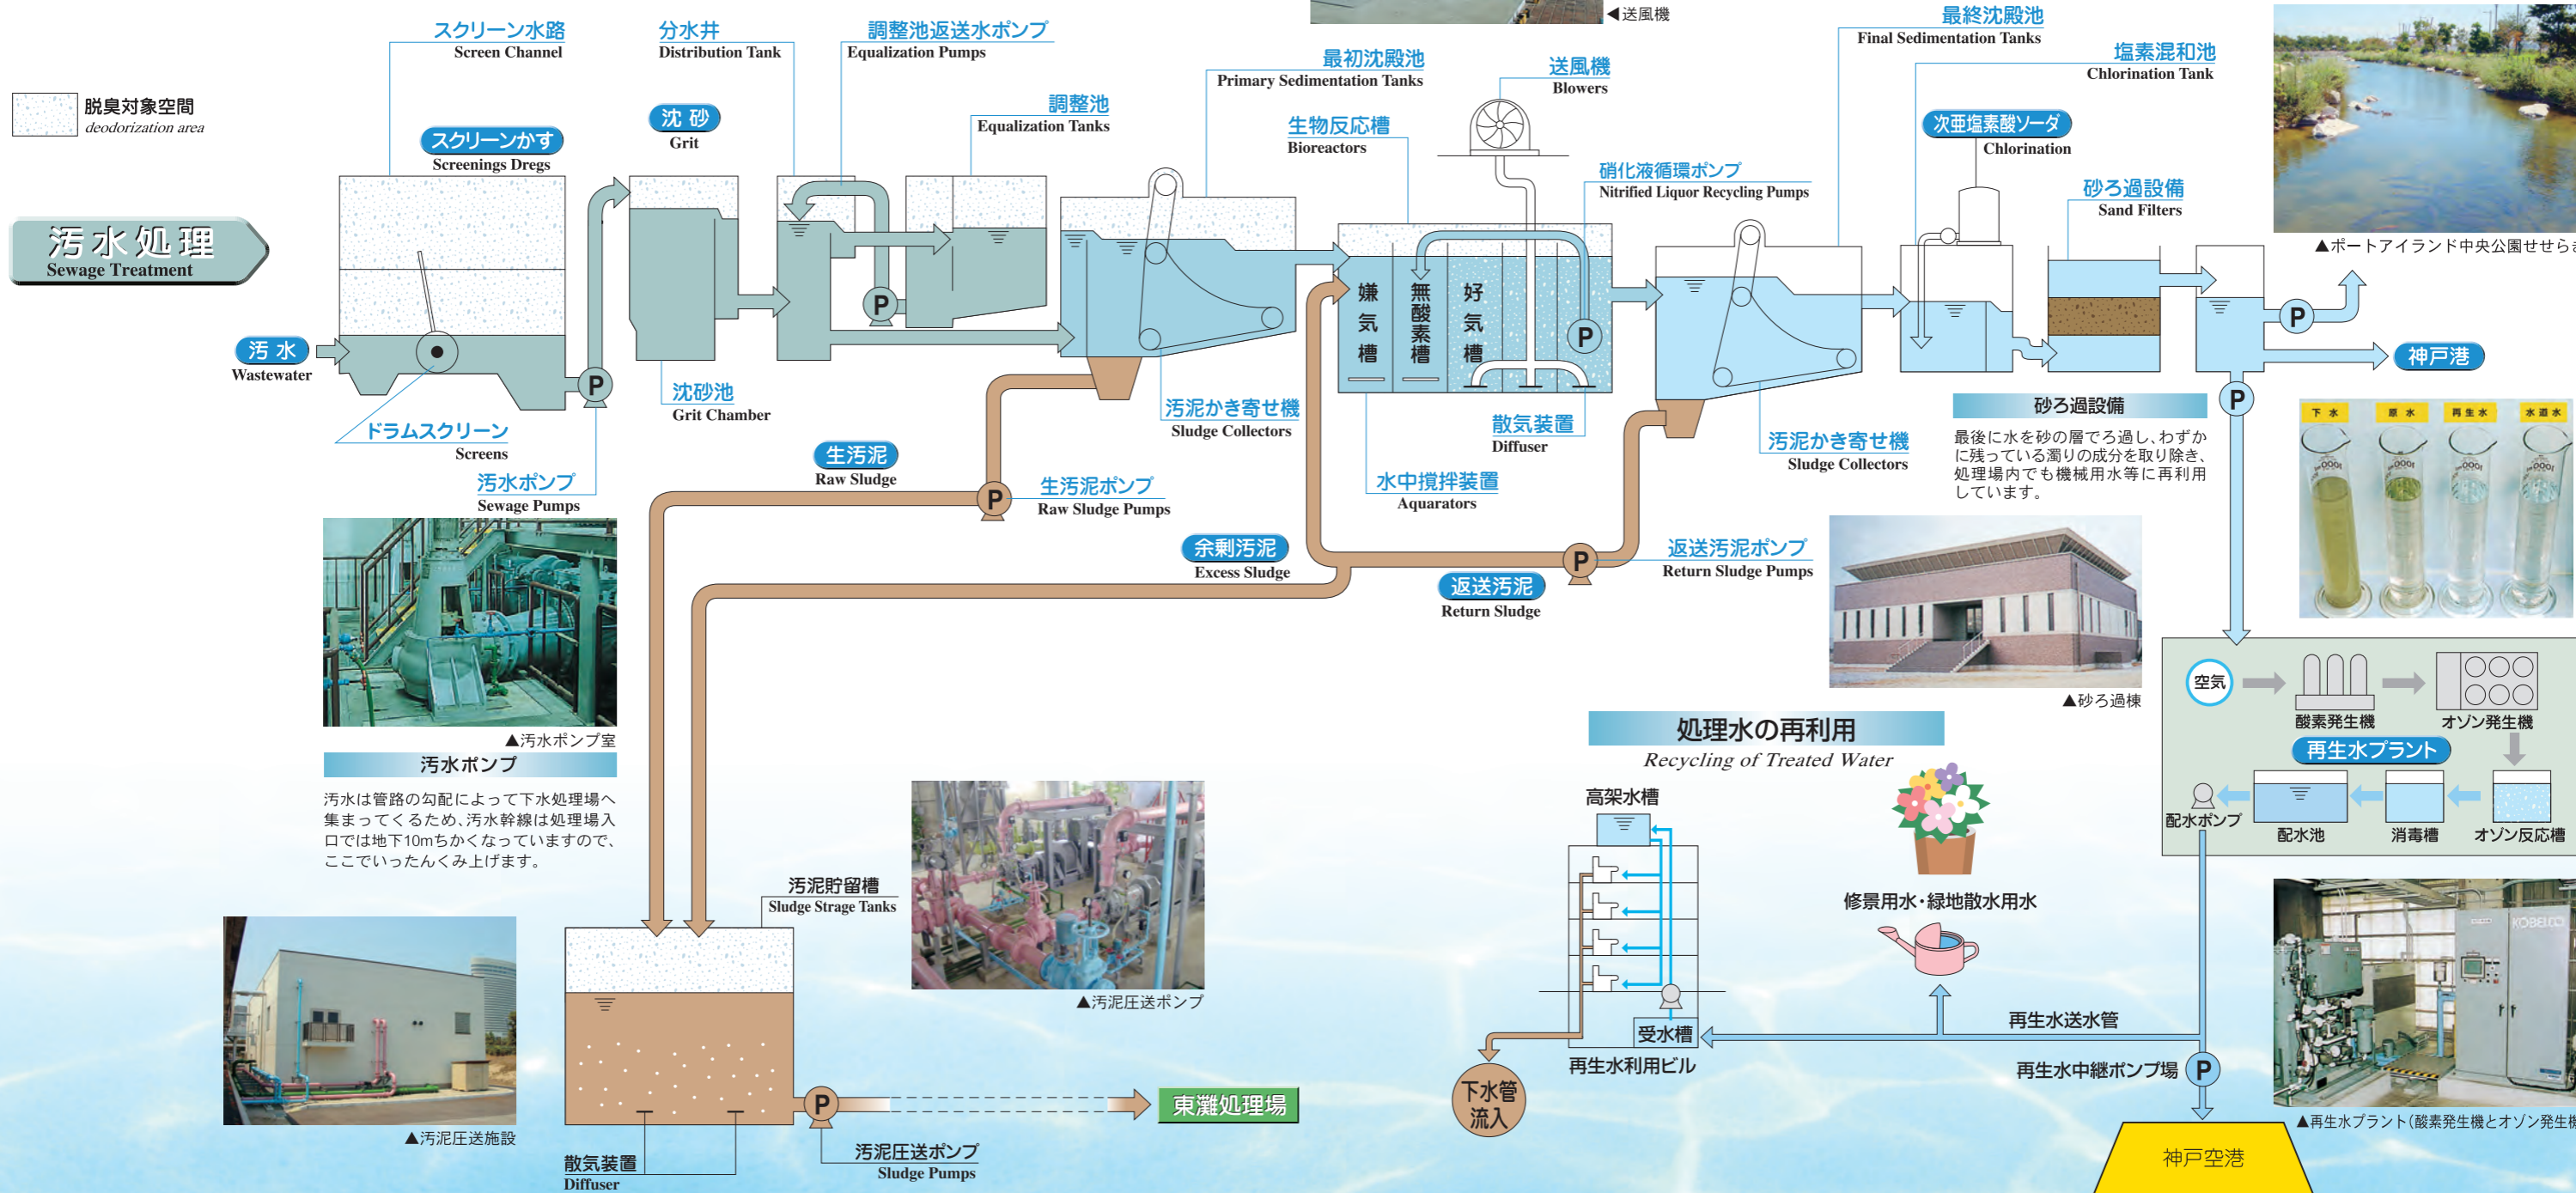 ◀送風機
スクリーン水路
Screen Channel
分水井
Distribution Tank
調整池返送水ポンプ
Equalization Pumps
最初沈殿池
Primary Sedimentation Tanks
送風機
Blowers
最終沈殿池
Final Sedimentation Tanks
塩素混和池
Chlorination Tank
脱臭対象空間
deodorization area
スクリーンかす
Screenings Dregs
沈 砂
Grit
調整池
Equalization Tanks
生物反応槽
Bioreactors
硝化液循環ポンプ
Nitrified Liquor Recycling Pumps
次亜塩素酸ソーダ
Chlorination
砂ろ過設備
Sand Filters
▲ポートアイランド中央公園せせらぎ
汚水処理
Sewage Treatment
汚 水
Wastewater
P
P
嫌気槽
無酸素槽
好気槽
P
P
神戸港
P
ドラムスクリーン
Screens
汚水ポンプ
Sewage Pumps
沈砂池
Grit Chamber
汚泥かき寄せ機
Sludge Collectors
散気装置
Diffuser
水中撹拌装置
Aquarators
汚泥かき寄せ機
Sludge Collectors
砂ろ過設備
最後に水を砂の層でろ過し、わずか
に残っている濁りの成分を取り除き、
処理場内でも機械用水等に再利用
しています。
下 水
原 水
再生水
水道水
生汚泥
Raw Sludge
P
生汚泥ポンプ
Raw Sludge Pumps
余剰汚泥
Excess Sludge
返送汚泥
Return Sludge
P
返送汚泥ポンプ
Return Sludge Pumps
▲砂ろ過棟
▲汚水ポンプ室
汚水ポンプ
汚水は管路の勾配によって下水処理場へ
集まってくるため、汚水幹線は処理場入
口では地下10mちかくなっていますので、
ここでいったんくみ上げます。
空気
酸素発生機
オゾン発生機
再生水プラント
配水ポンプ
配水池
消毒槽
オゾン反応槽
処理水の再利用
Recycling of Treated Water
高架水槽
修景用水・緑地散水用水
受水槽
再生水利用ビル
下水管
流入
再生水送水管
再生水中継ポンプ場
P
神戸空港
KOBELCO
▲再生水プラント(酸素発生機とオゾン発生機
汚泥貯留槽
Sludge Strage Tanks
▲汚泥圧送ポンプ
▲汚泥圧送施設
P
東灘処理場
散気装置
Diffuser
汚泥圧送ポンプ
Sludge Pumps